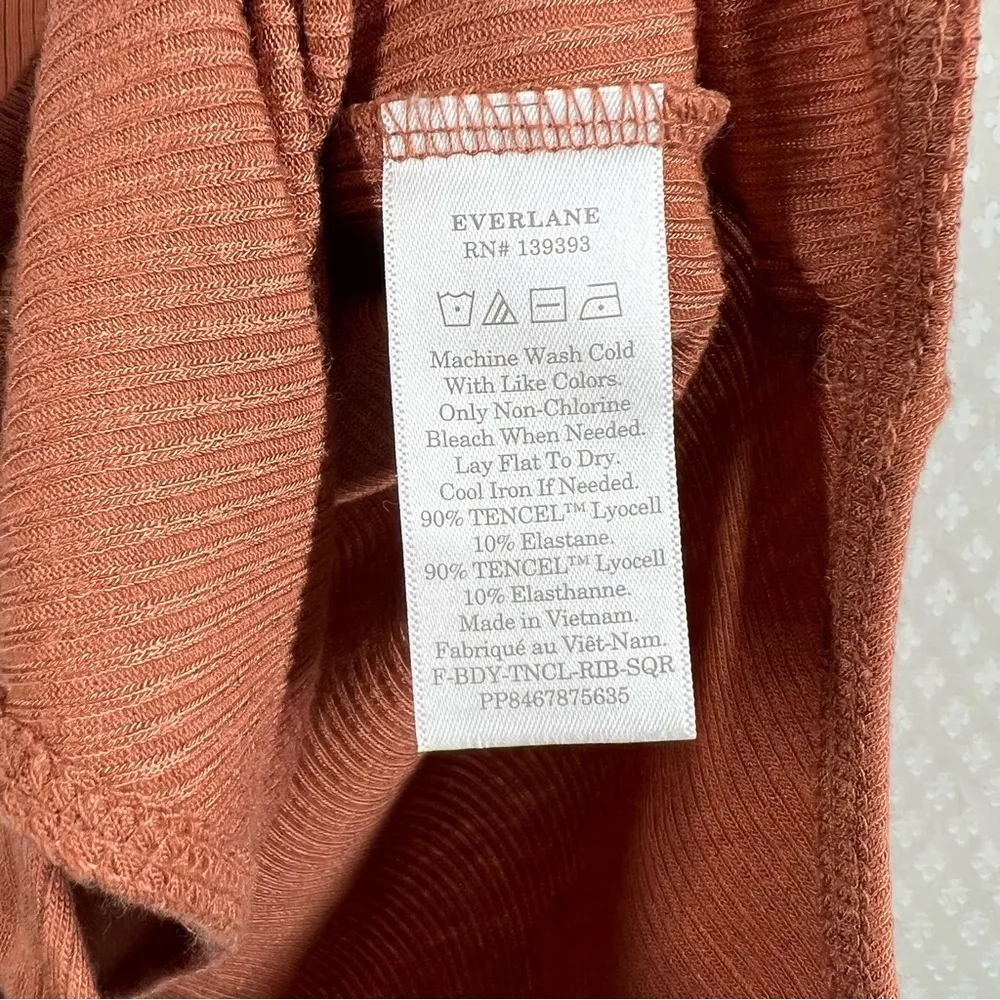 EVERLANE
RN# 139393
Machine Wash Cold
With Like Colors.
Only Non-Chlorine
Bleach When Needed.
Lay Flat To Dry.
Cool Iron If Needed.
90% TENCEL™ Lyocell
10% Elastane.
90% TENCEL™ Lyocell
10% Elasthanne.
Made in Vietnam.
Fabriqué au Viêt-Nam.
F-BDY-TNCL-RIB-SQR
PP8467875635